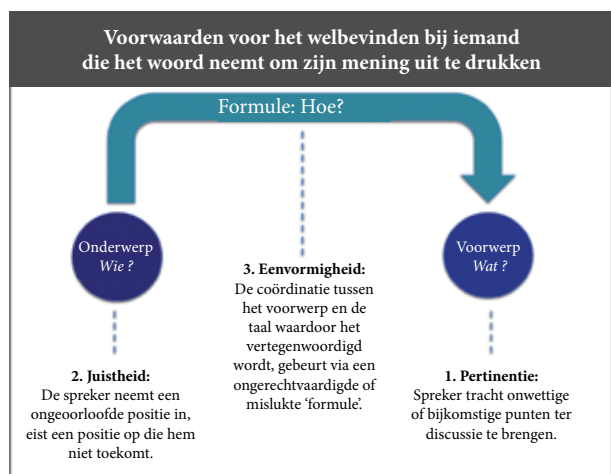 Voorwaarden voor het welbevinden bij iemand
die het woord neemt om zijn mening uit te drukken
Formule: Hoe?
Onderwerp
Wie ?
Voorwerp
Wat ?
3. Eenvormigheid:
De coördinatie tussen
het voorwerp en de
taal waardoor het
vertegenwoordigd
wordt, gebeurt via een
ongerechtvaardigde of
mislukte ‘formule’.
2. Juistheid:
De spreker neemt een
ongeoorloofde positie in,
eist een positie op die hem
niet toekomt.
1. Pertinentie:
Spreker tracht onwettige
of bijkomstige punten ter
discussie te brengen.